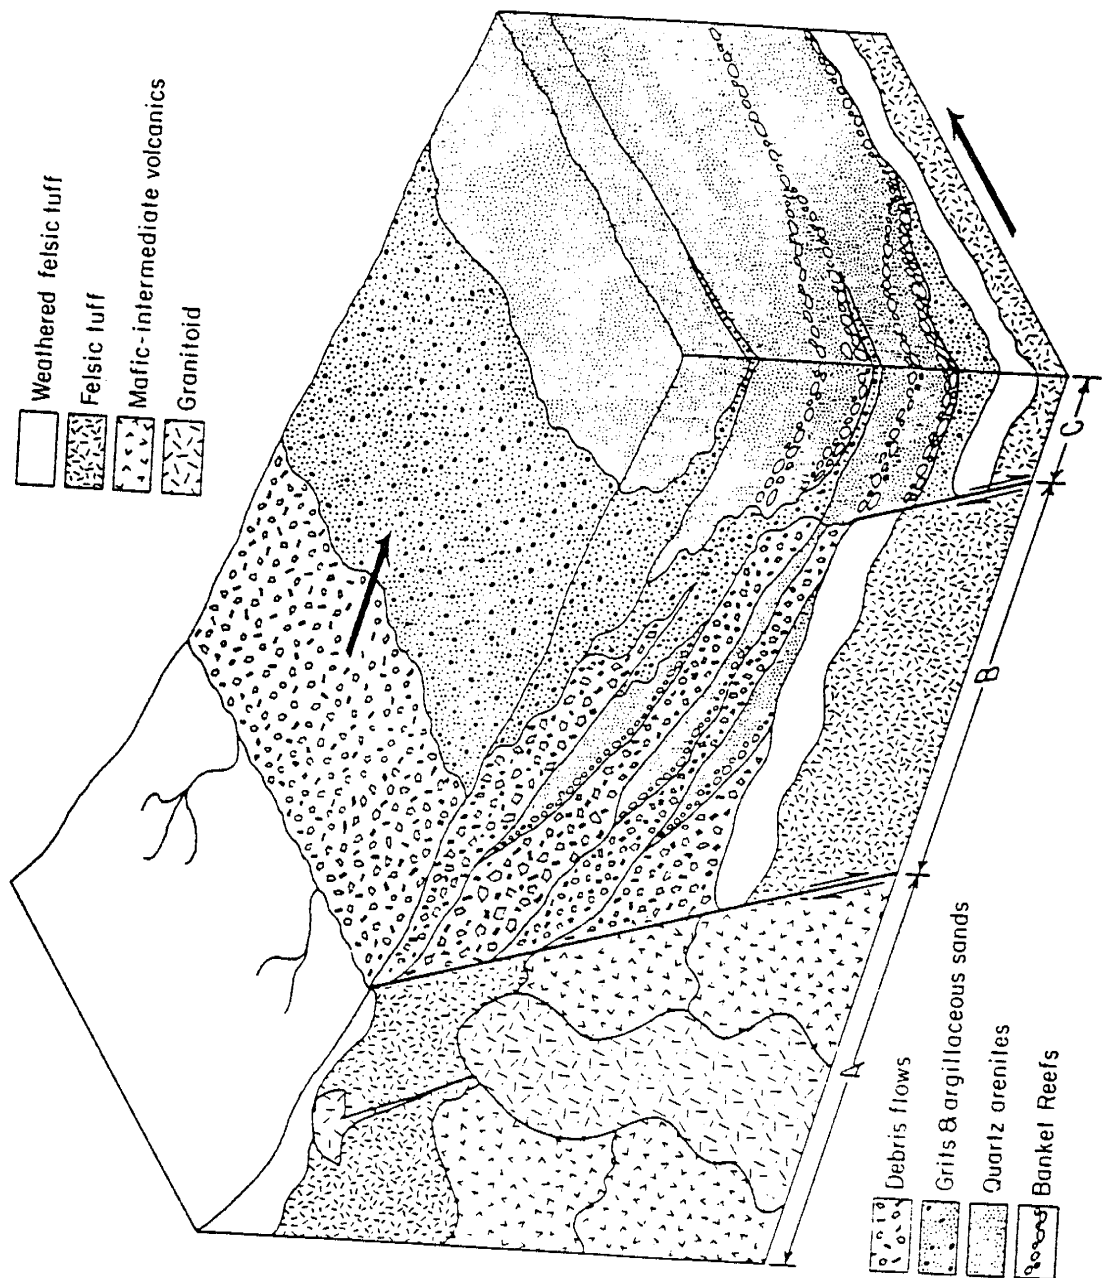 Weathered felsic tuff
Felsic tuff
Mafic-intermediate volcanics
Granitoid
A
B
C
Debris flows
Grits & argillaceous sands
Quartz arenites
Banket Reefs